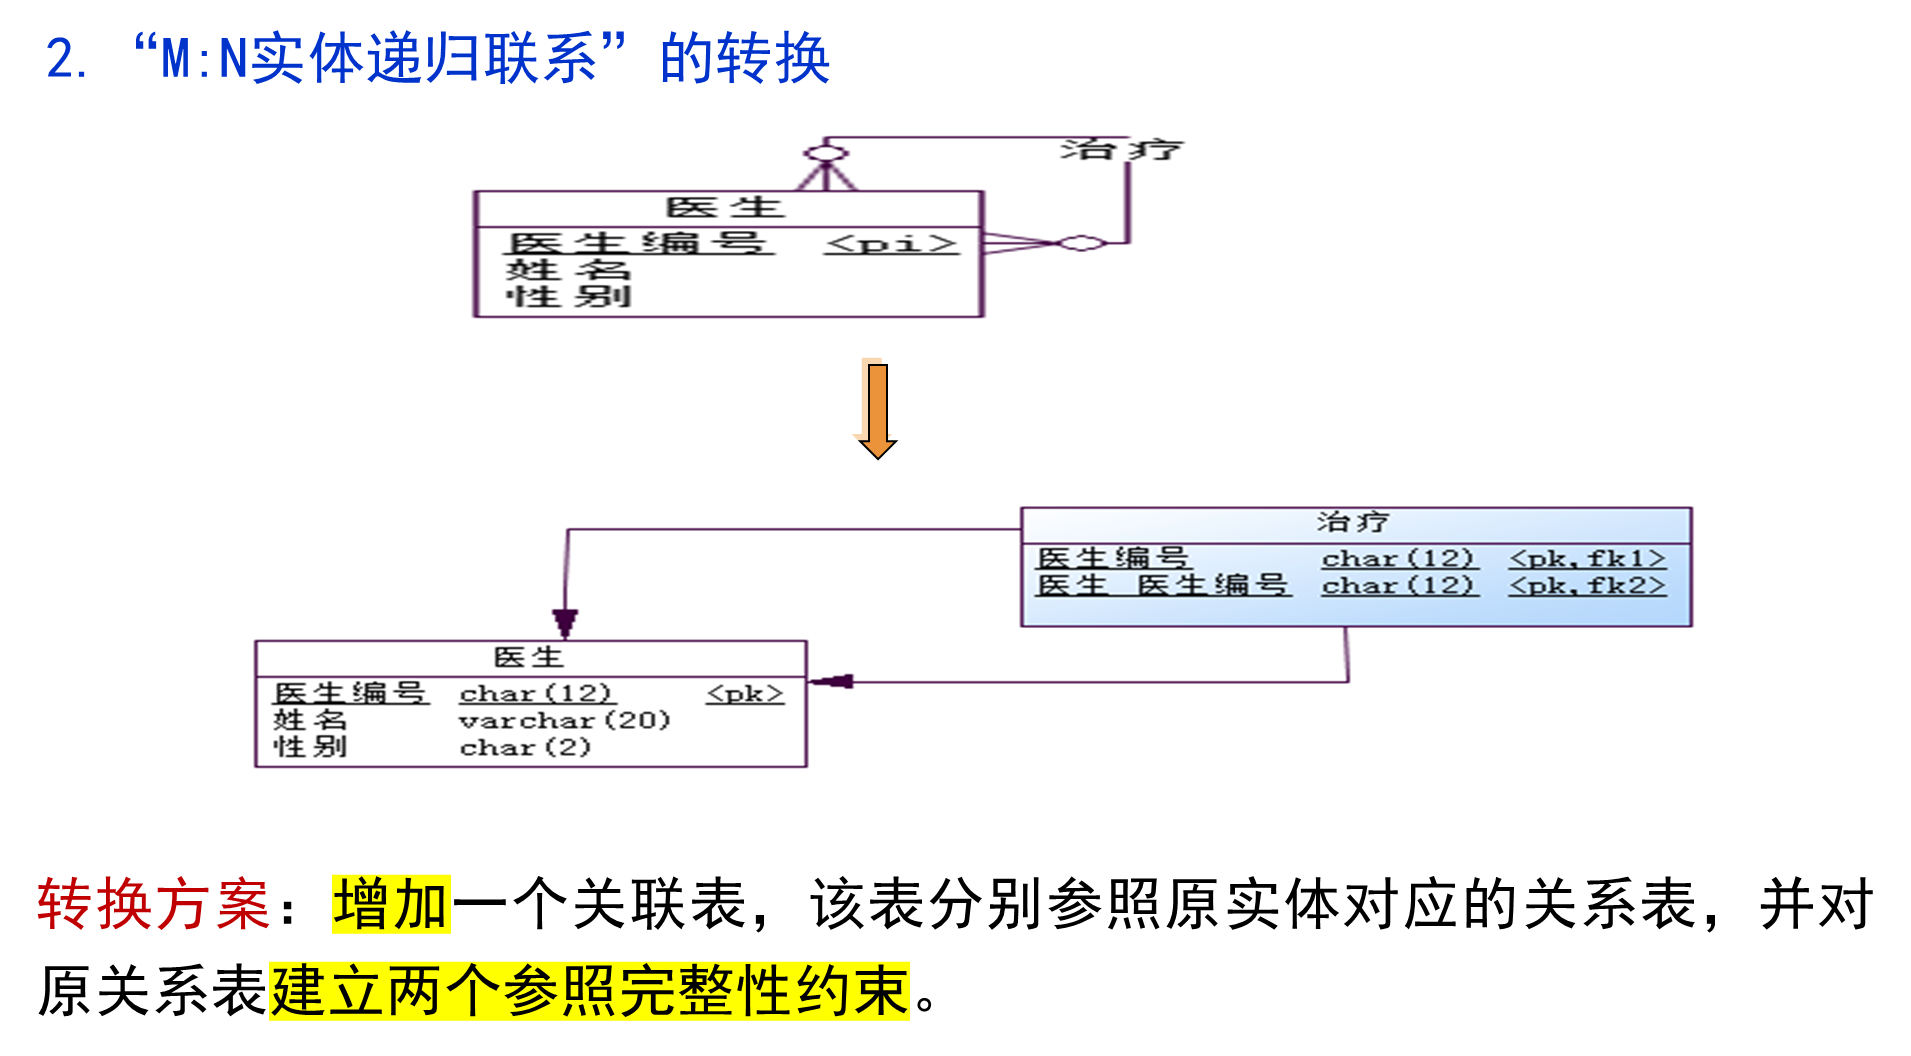 2. “M:N实体递归联系”的转换
治疗
医生
医生编号 <pi>
姓名
性别
治疗
医生编号 char(12) <pk,fk1>
医生_医生编号 char(12) <pk,fk2>
医生
医生编号 char(12) <pk>
姓名 varchar(20)
性别 char(2)
转换方案：增加一个关联表，该表分别参照原实体对应的关系表，并对
原关系表建立两个参照完整性约束。